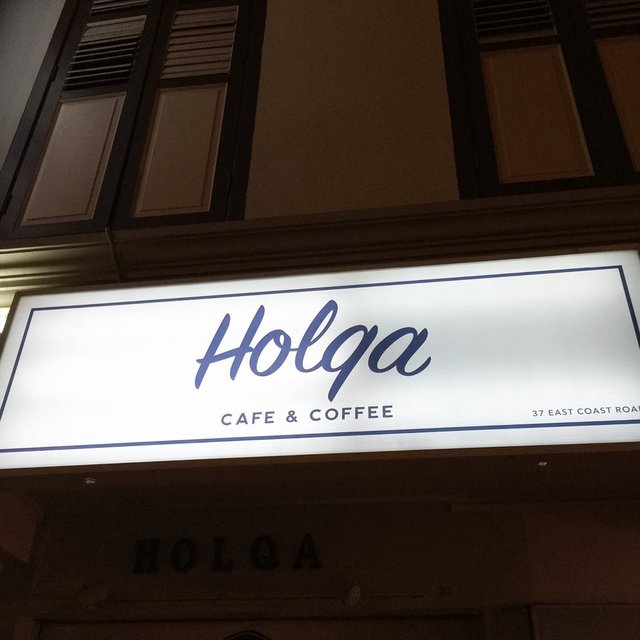 Holqa
CAFE & COFFEE
37 EAST COAST ROAD
HOLQA